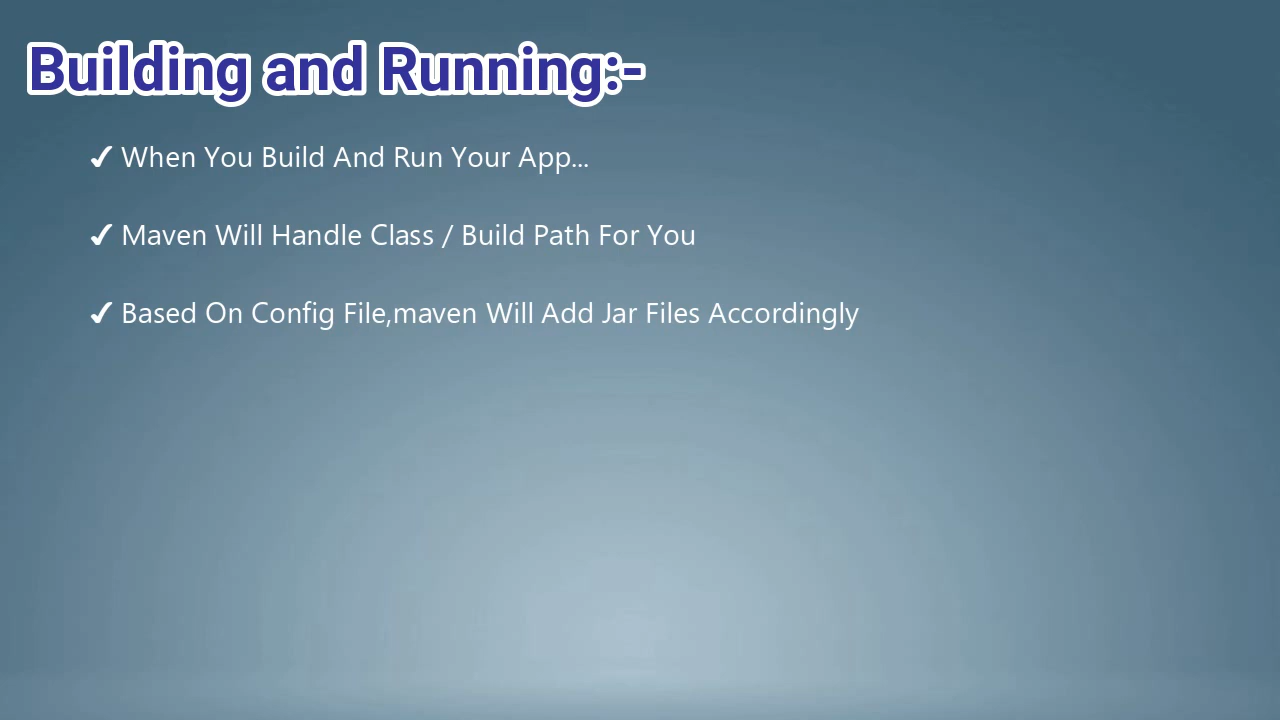 Building and Running:-
✔ When You Build And Run Your App...
✔ Maven Will Handle Class / Build Path For You
✔ Based On Config File,maven Will Add Jar Files Accordingly